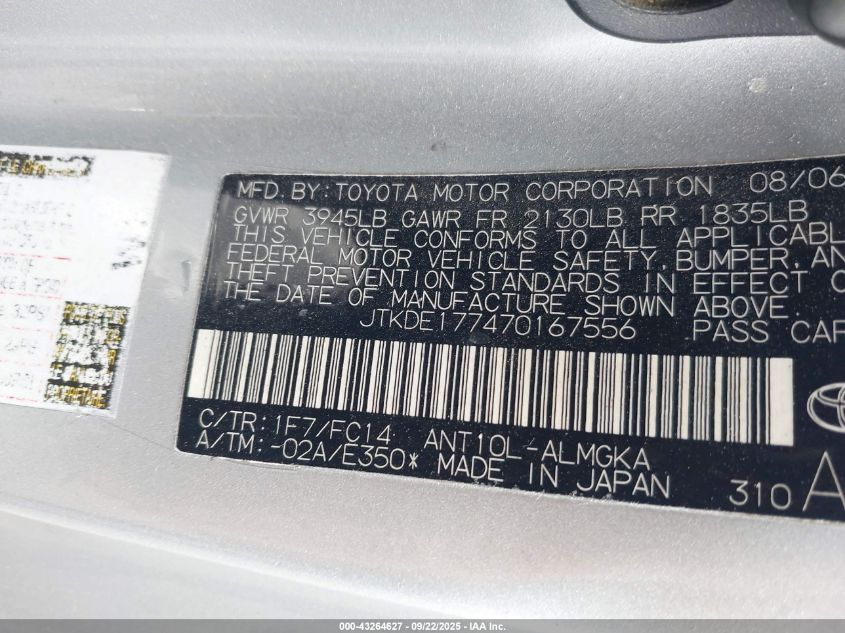 MFD. BY: TOYOTA MOTOR CORPORATION 08/06
GVWR 3945LB GAWR FR 2130LB RR 1835LB
THIS VEHICLE CONFORMS TO ALL APPLICABL
FEDERAL MOTOR VEHICLE SAFETY, BUMPER, AN
THEFT PREVENTION STANDARDS IN EFFECT O
THE DATE OF MANUFACTURE SHOWN ABOVE.
JTKDE177470167556 PASS CAR
C/TR: 1F7/FC14 ANT10L-ALMGKA
A/TM: -02A/E350* MADE IN JAPAN
310 A
000-43264627 - 09/22/2025 - IAA Inc.